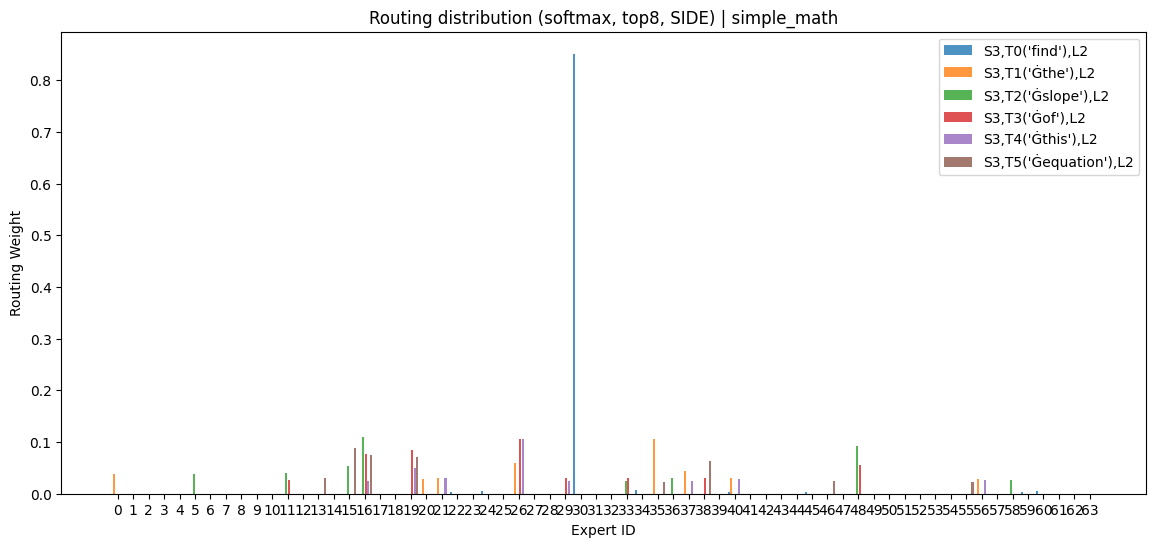 Routing distribution (softmax, top8, SIDE) | simple_math
S3,T0('find'),L2
S3,T1('Ġthe'),L2
S3,T2('Ġslope'),L2
S3,T3('Ġof'),L2
S3,T4('Ġthis'),L2
S3,T5('Ġequation'),L2
Routing Weight
0.8
0.7
0.6
0.5
0.4
0.3
0.2
0.1
0.0
0 1 2 3 4 5 6 7 8 9 10 11 12 13 14 15 16 17 18 19 20 21 22 23 24 25 26 27 28 29 30 31 32 33 34 35 36 37 38 39 40 41 42 43 44 45 46 47 48 49 50 51 52 53 54 55 56 57 58 59 60 61 62 63
Expert ID